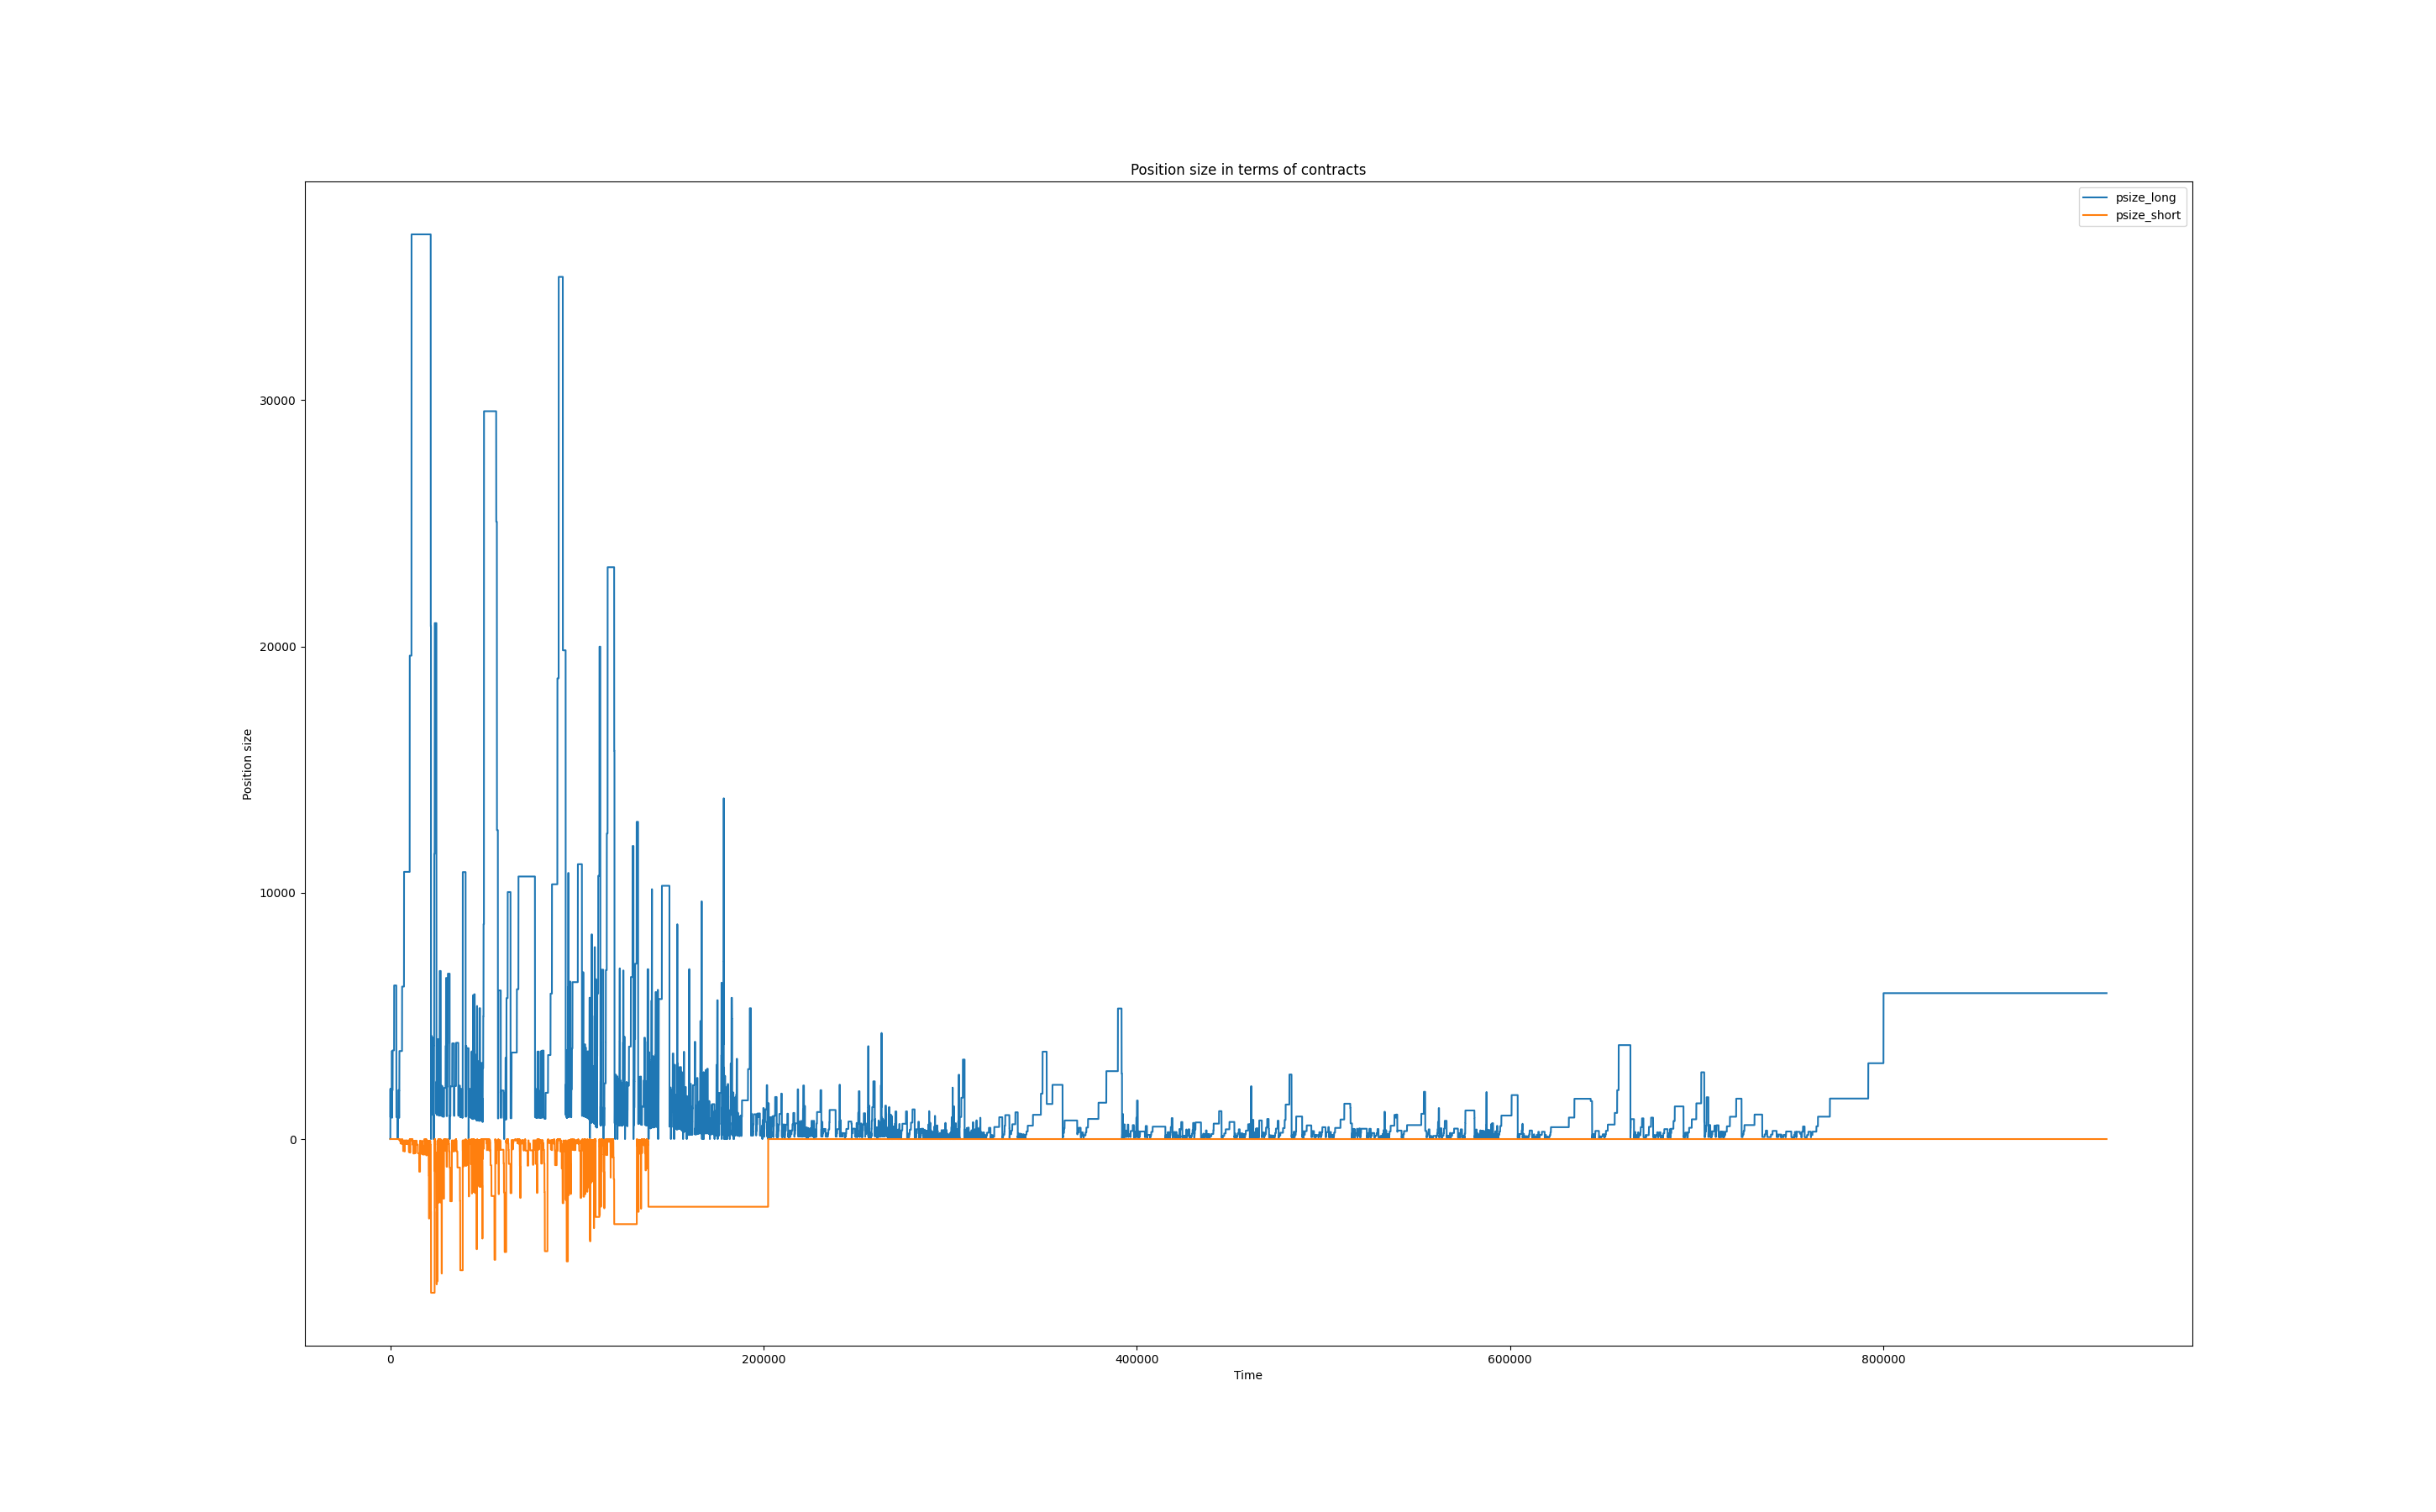 Position size in terms of contracts
psize_long
psize_short
30000
20000
10000
0
Position size
0
200000
400000
600000
800000
Time